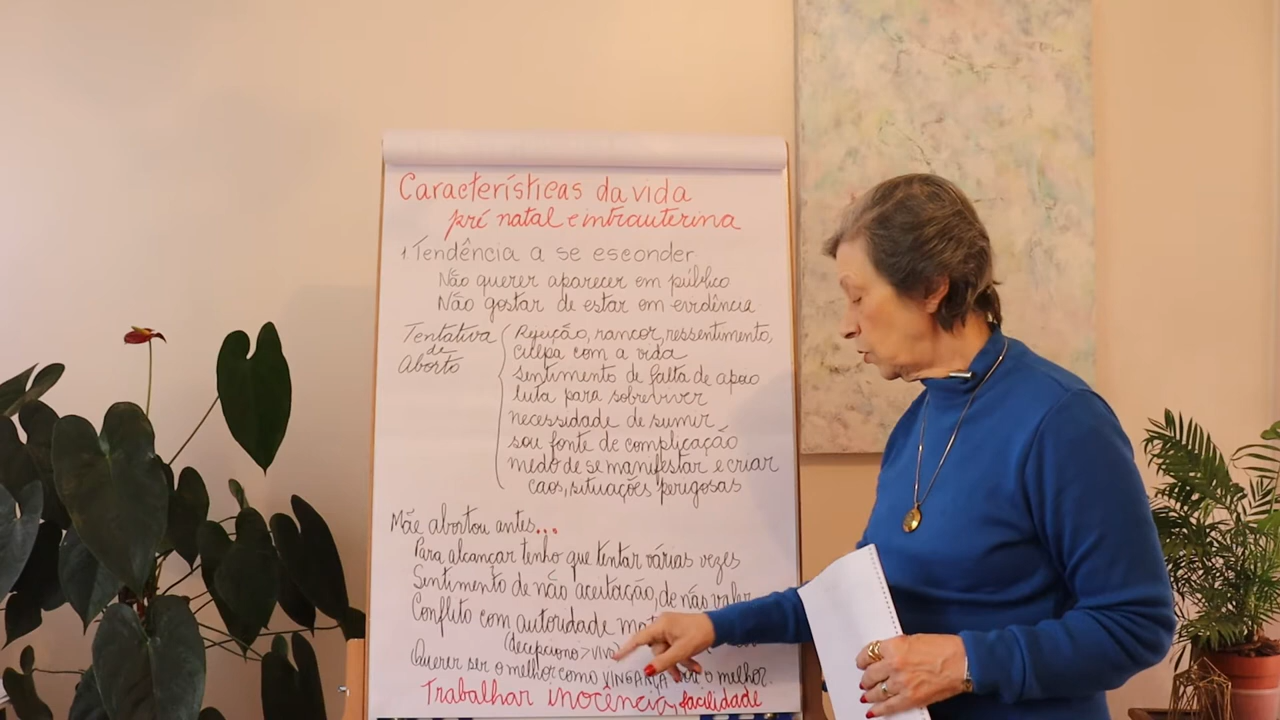 Características da vida
pré natal e intrauterina
1 Tendência a se esconder
Não querer aparecer em público
Não gostar de estar em evidência
Tentativa de Aborto
Rejeição, rancor, ressentimento,
culpa com a vida
sentimento de falta de apoio
luta para sobreviver
necessidade de sumir
sou fonte de complicação
medo de se manifestar e criar
caos, situações perigosas
Mãe abortou antes...
Para alcançar tenho que tentar várias vezes
Sentimento de não aceitação, de não valer
Conflito com autoridade
(decepciono >
Querer ser o melhor como VINGANÇA o melhor.
Trabalhar inocência, facilidade